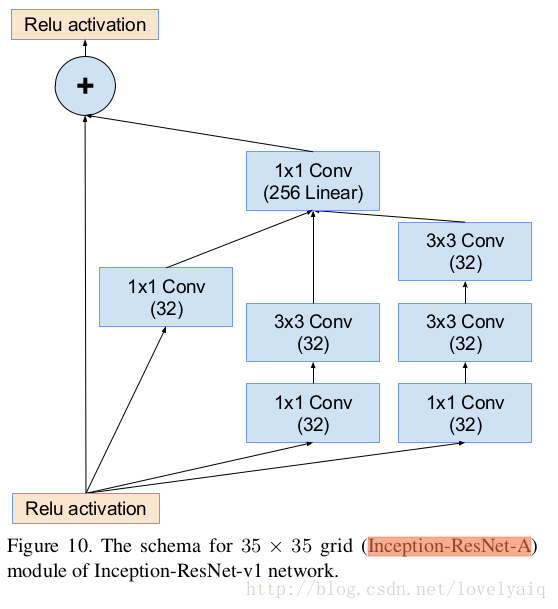 Relu activation
+
1x1 Conv
(256 Linear)
3x3 Conv
(32)
1x1 Conv
(32)
3x3 Conv
(32)
3x3 Conv
(32)
1x1 Conv
(32)
1x1 Conv
(32)
Relu activation
Figure 10. The schema for 35 × 35 grid (Inception-ResNet-A)
module of Inception-ResNet-v1 network.
http://blog.csdn.net/lovelyaiq